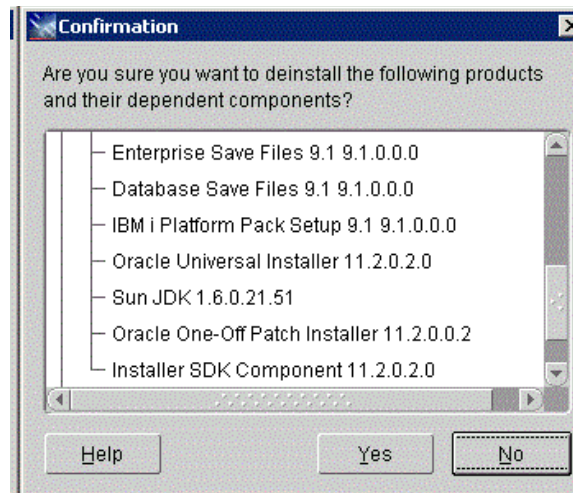 Confirmation
Are you sure you want to deinstall the following products
and their dependent components?
Enterprise Save Files 9.1 9.1.0.0.0
Database Save Files 9.1 9.1.0.0.0
IBM i Platform Pack Setup 9.1 9.1.0.0.0
Oracle Universal Installer 11.2.0.2.0
Sun JDK 1.6.0.21.51
Oracle One-Off Patch Installer 11.2.0.0.2
Installer SDK Component 11.2.0.2.0
Help
Yes
No